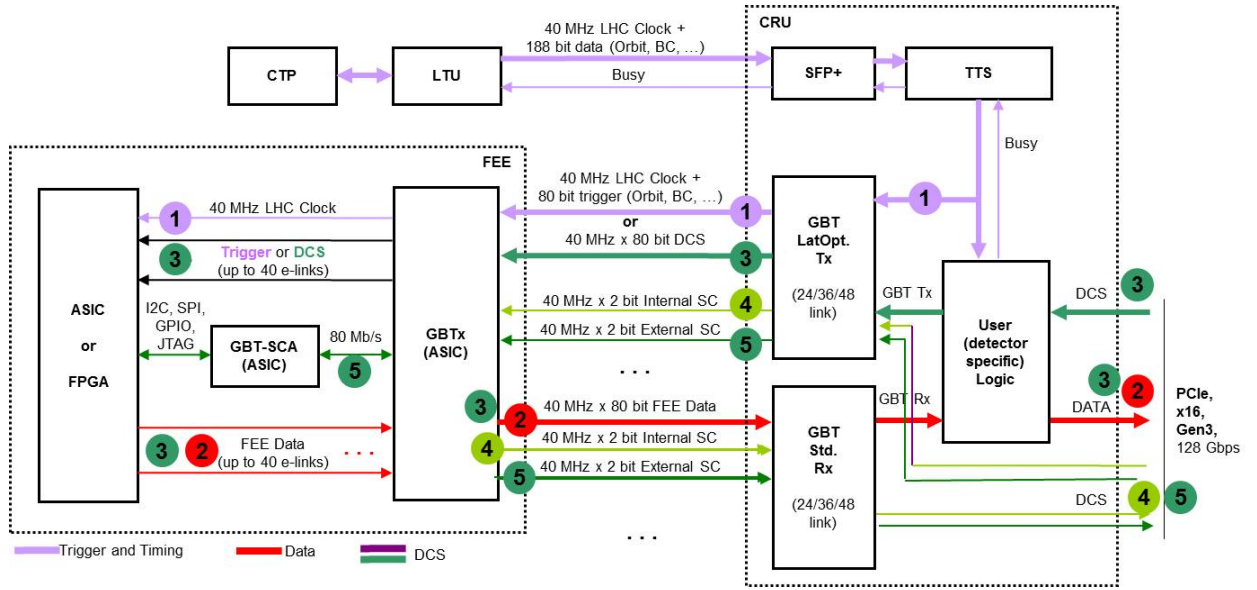 CRU
40 MHz LHC Clock +
188 bit data (Orbit, BC, ...)
CTP
LTU
Busy
SFP+
TTS
Busy
FEE
40 MHz LHC Clock +
80 bit trigger (Orbit, BC, ...)
or
40 MHz x 80 bit DCS
1
1
3
1
40 MHz LHC Clock
3
Trigger or DCS
(up to 40 e-links)
GBT
LatOpt.
Tx
(24/36/48
link)
GBT Tx
DCS
3
ASIC
or
FPGA
I2C, SPI,
GPIO,
JTAG
GBT-SCA
(ASIC)
80 Mb/s
5
GBTx
(ASIC)
40 MHz x 2 bit Internal SC
4
40 MHz x 2 bit External SC
5
. . .
User
(detector
specific)
Logic
3
2
DATA
PCIe,
x16,
Gen3,
128 Gbps
3
2
40 MHz x 80 bit FEE Data
4
40 MHz x 2 bit Internal SC
5
40 MHz x 2 bit External SC
GBT
Std.
Rx
(24/36/48
link)
GBT Rx
3
2
FEE Data
. . .
(up to 40 e-links)
DCS
4
5
. . .
Trigger and Timing
Data
DCS